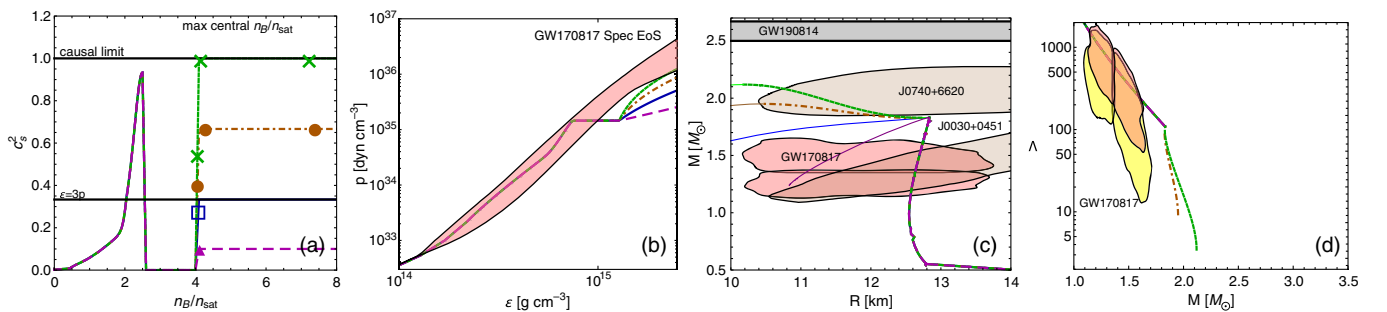 max central n_B/n_sat
causal limit
ε=3p
(a)
1.2
1.0
0.8
0.6
0.4
0.2
0.0
c_s^2
0 2 4 6 8
n_B/n_sat
GW170817 Spec EoS
(b)
10^37
10^36
10^35
10^34
10^33
p [dyn cm^-3]
10^14 10^15
ε [g cm^-3]
GW190814
J0740+6620
J0030+0451
GW170817
(c)
2.5
2.0
1.5
1.0
0.5
M [M_⊙]
10 11 12 13 14
R [km]
GW170817
(d)
1000
500
100
50
10
5
Λ
1.0 1.5 2.0 2.5 3.0 3.5
M [M_⊙]